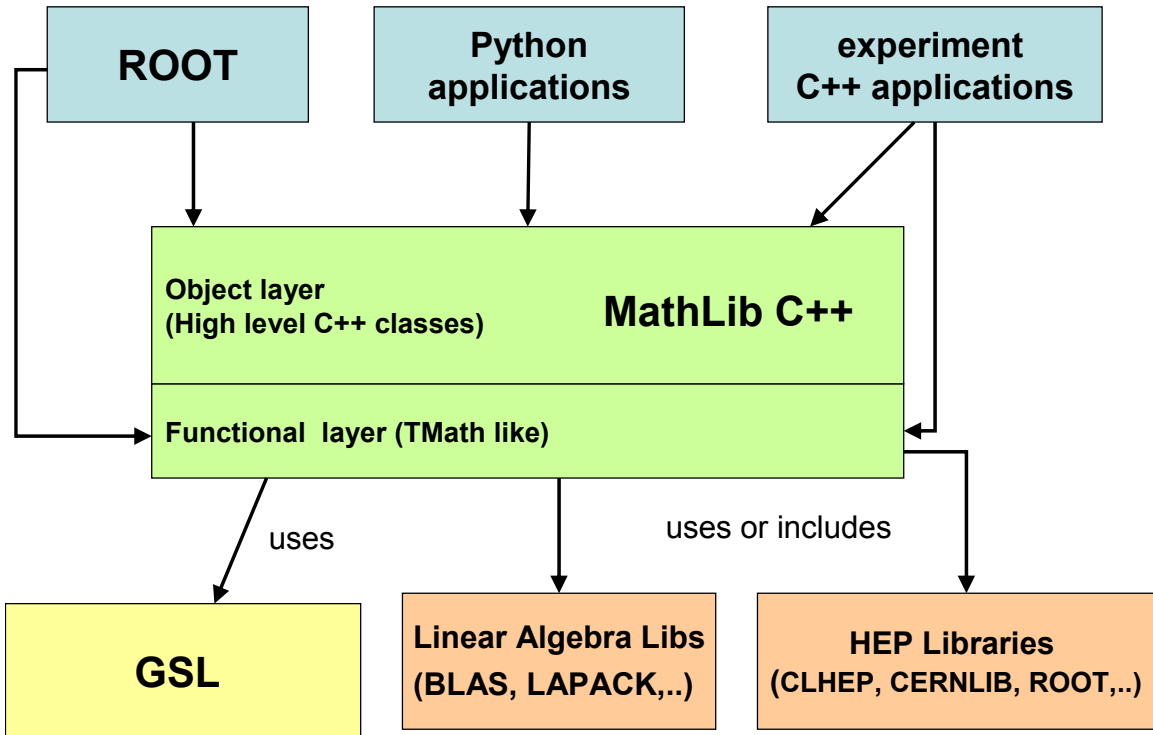 ROOT
Python
applications
experiment
C++ applications
Object layer
(High level C++ classes)
MathLib C++
Functional layer (TMath like)
uses
uses or includes
GSL
Linear Algebra Libs
(BLAS, LAPACK,..)
HEP Libraries
(CLHEP, CERNLIB, ROOT,..)